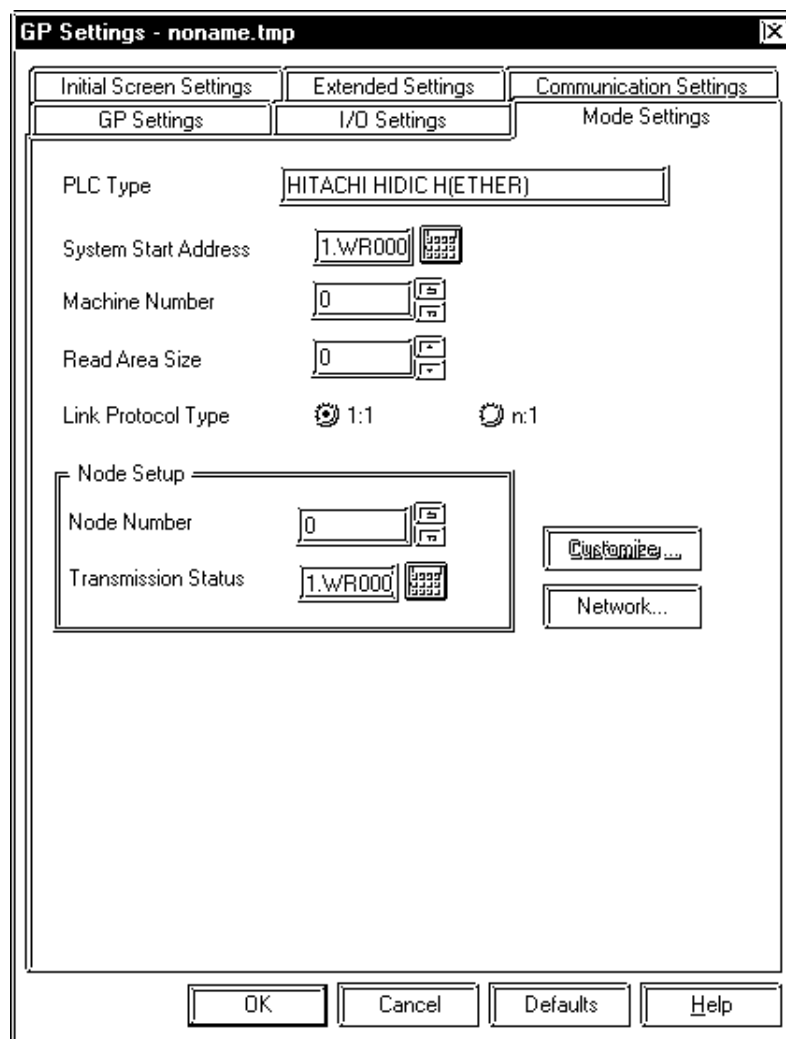 GP Settings - noname.tmp
Initial Screen Settings Extended Settings Communication Settings
GP Settings I/O Settings Mode Settings
PLC Type HITACHI HIDIC H(ETHER)
System Start Address 1.WR000
Machine Number 0
Read Area Size 0
Link Protocol Type 1:1 n:1
Node Setup
Node Number 0
Customize...
Transmission Status 1.WR000
Network...
OK Cancel Defaults Help